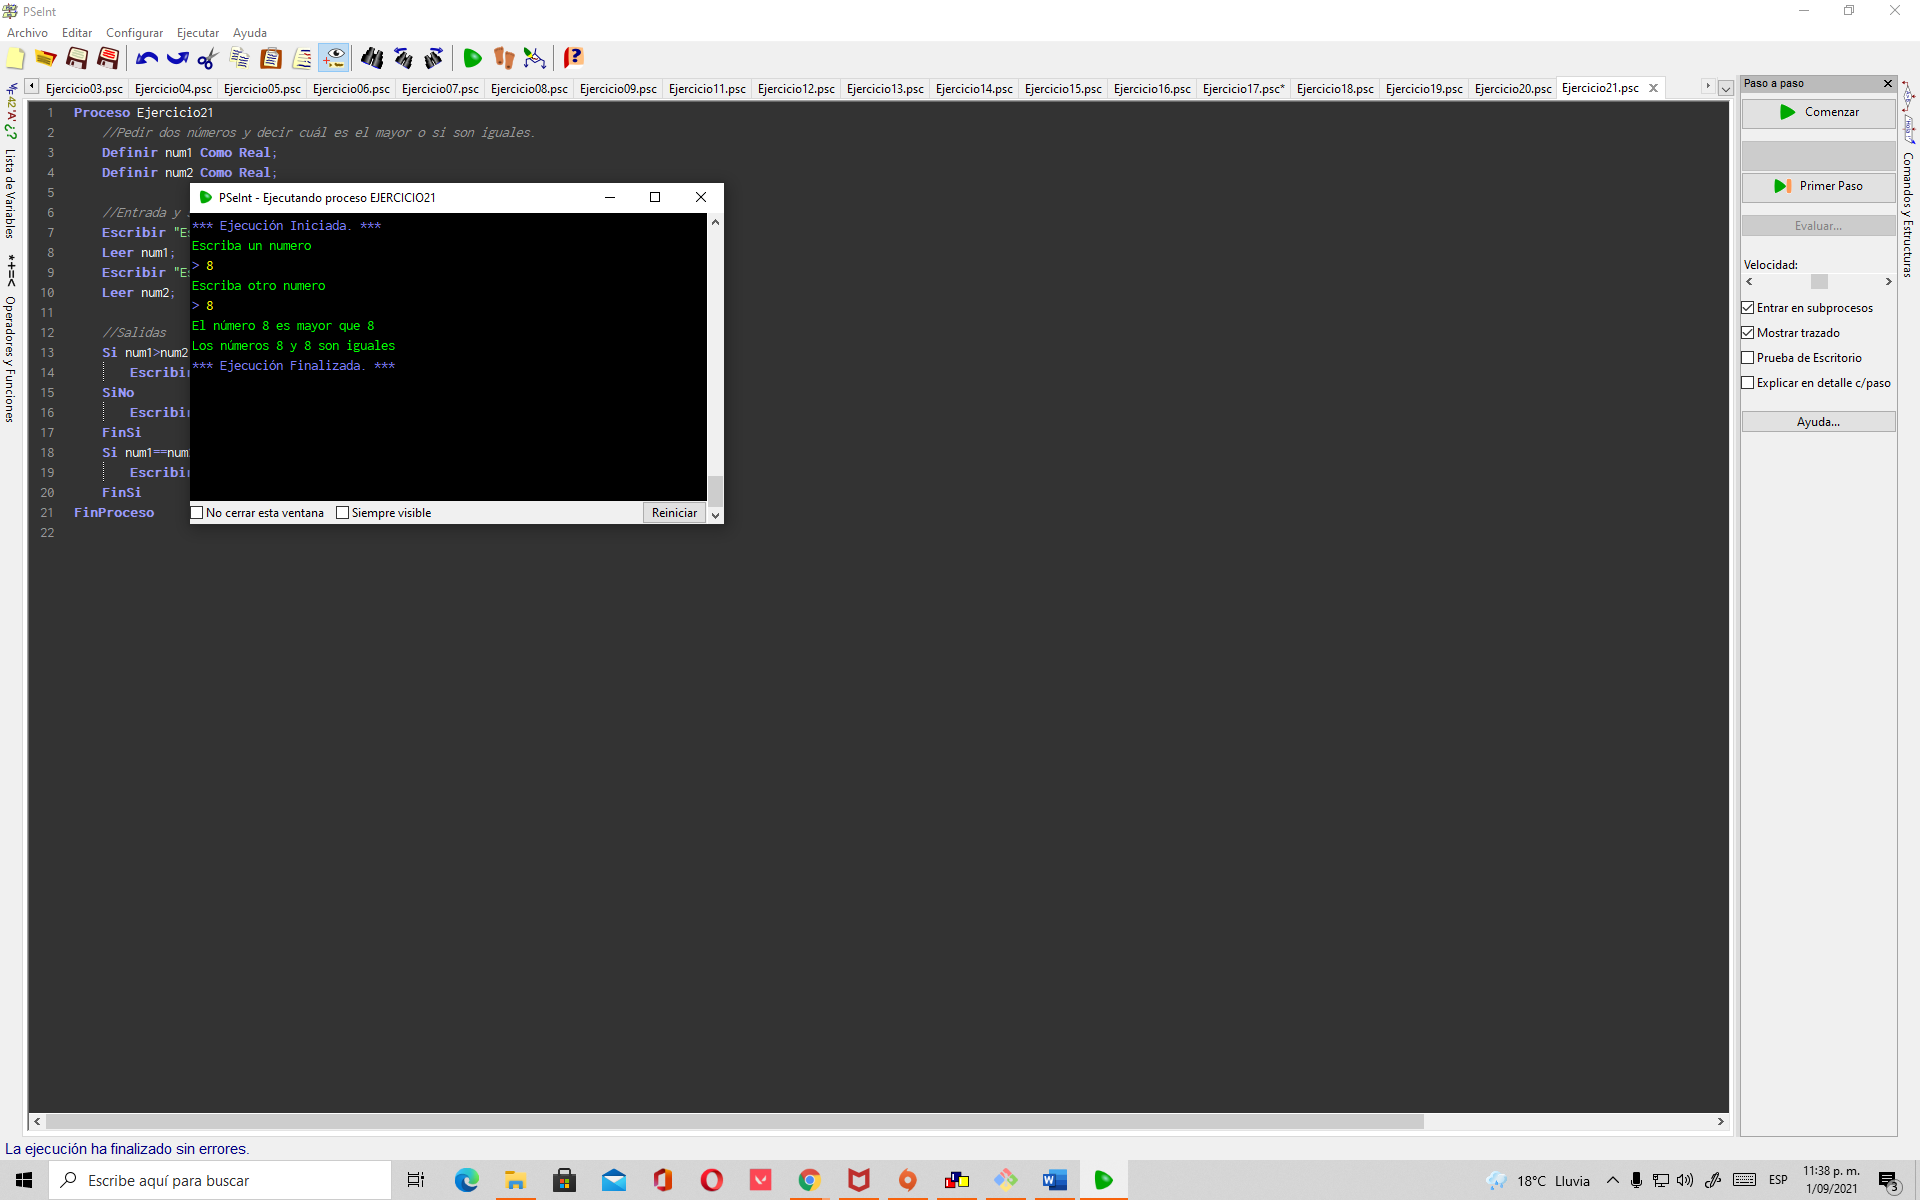 PSeInt
Archivo Editar Configurar Ejecutar Ayuda
Ejercicio03.psc Ejercicio04.psc Ejercicio05.psc Ejercicio06.psc Ejercicio07.psc Ejercicio08.psc Ejercicio09.psc Ejercicio11.psc Ejercicio12.psc Ejercicio13.psc Ejercicio14.psc Ejercicio15.psc Ejercicio16.psc Ejercicio17.psc* Ejercicio18.psc Ejercicio19.psc Ejercicio20.psc Ejercicio21.psc
Lista de Variables
Operadores y Funciones
1 Proceso Ejercicio21
2 //Pedir dos números y decir cuál es el mayor o si son iguales.
3 Definir num1 Como Real;
4 Definir num2 Como Real;
5
6 //Entrada y
7 Escribir "Es
8 Leer num1;
9 Escribir "Es
10 Leer num2;
11
12 //Salidas
13 Si num1>num2
14 Escribir
15 SiNo
16 Escribir
17 FinSi
18 Si num1==num
19 Escribir
20 FinSi
21 FinProceso
22
PSeInt - Ejecutando proceso EJERCICIO21
*** Ejecución Iniciada. ***
Escriba un numero
> 8
Escriba otro numero
> 8
El número 8 es mayor que 8
Los números 8 y 8 son iguales
*** Ejecución Finalizada. ***
No cerrar esta ventana Siempre visible Reiniciar
Paso a paso
Comenzar
Primer Paso
Evaluar...
Velocidad:
Entrar en subprocesos
Mostrar trazado
Prueba de Escritorio
Explicar en detalle c/paso
Ayuda...
Comandos y Estructuras
La ejecución ha finalizado sin errores.
Escribe aquí para buscar
18°C Lluvia
ESP
11:38 p. m.
1/09/2021
3